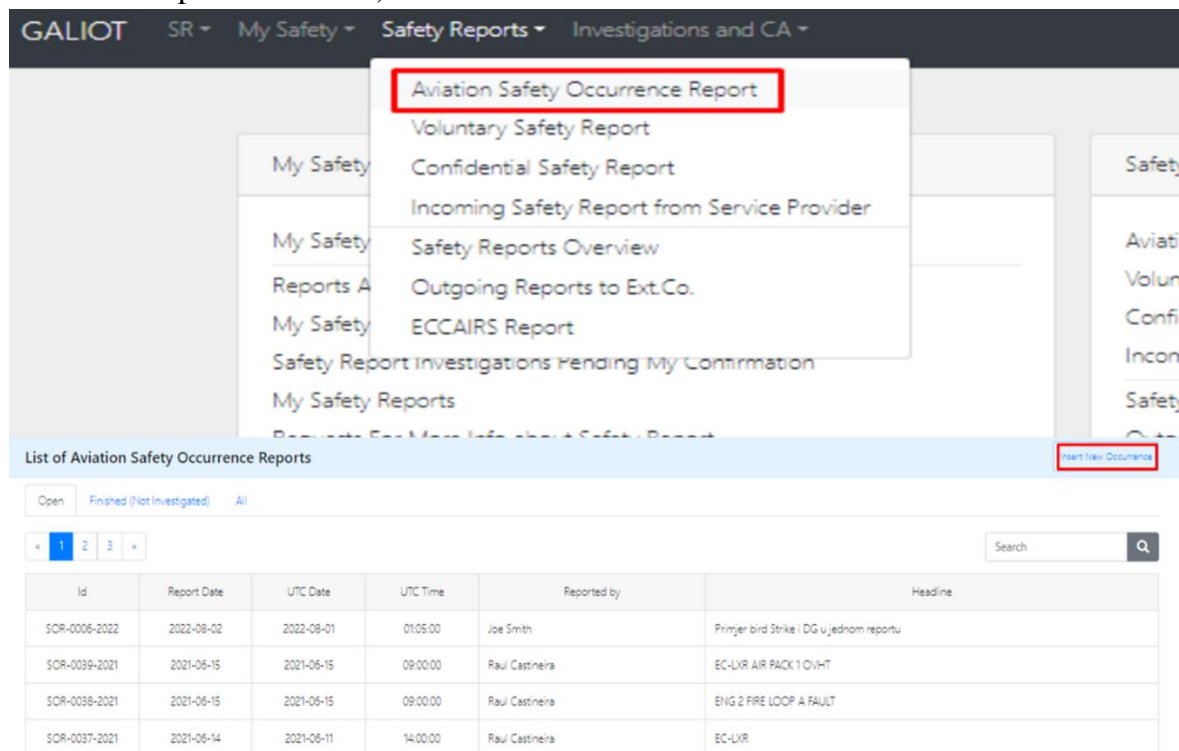 GALIOT SR My Safety Safety Reports Investigations and CA
Aviation Safety Occurrence Report
Voluntary Safety Report
My Safety Confidential Safety Report Safety
Incoming Safety Report from Service Provider
My Safety Safety Reports Overview Aviati
Reports A Outgoing Reports to Ext.Co. Volun
My Safety ECCAIRS Report Confi
Safety Report Investigations Pending My Confirmation Incom
My Safety Reports Safety
Requests For More Info about Safety Report
List of Aviation Safety Occurrence Reports Insert New Occurrence
Open Finished (Not Investigated) All
« 1 2 3 » Search
Id Report Date UTC Date UTC Time Reported by Headline
SOR-0006-2022 2022-08-02 2022-08-01 01:05:00 Joe Smith Primjer bird Strike i DG u jednom reportu
SOR-0039-2021 2021-06-15 2021-06-15 09:00:00 Raul Castineira EC-LXR AIR PACK 1 OVHT
SOR-0038-2021 2021-06-15 2021-06-15 09:00:00 Raul Castineira ENG 2 FIRE LOOP A FAULT
SOR-0037-2021 2021-06-14 2021-06-11 14:00:00 Raul Castineira EC-LXR